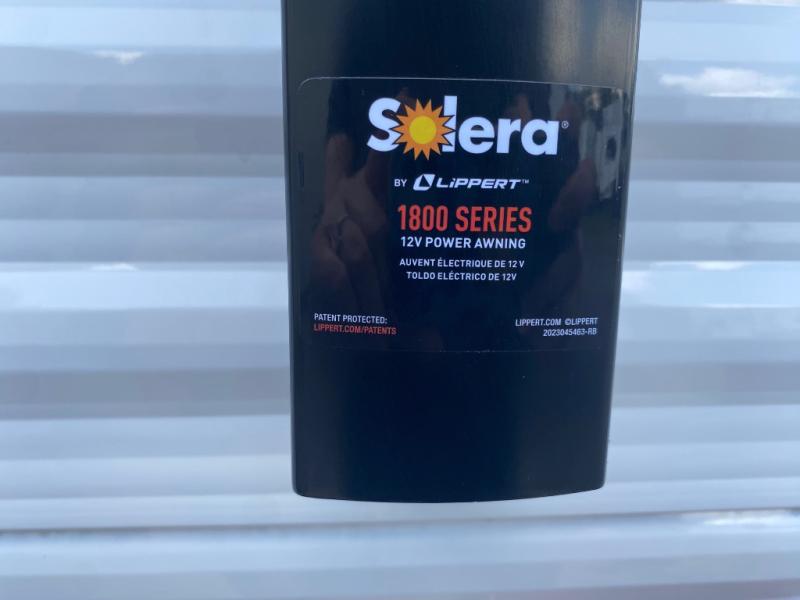 Solera®
BY LiPPERT™
1800 SERIES
12V POWER AWNING
AUVENT ÉLECTRIQUE DE 12 V
TOLDO ELÉCTRICO DE 12V
PATENT PROTECTED:
LIPPERT.COM/PATENTS
LIPPERT.COM ©LIPPERT
2023045463-RB